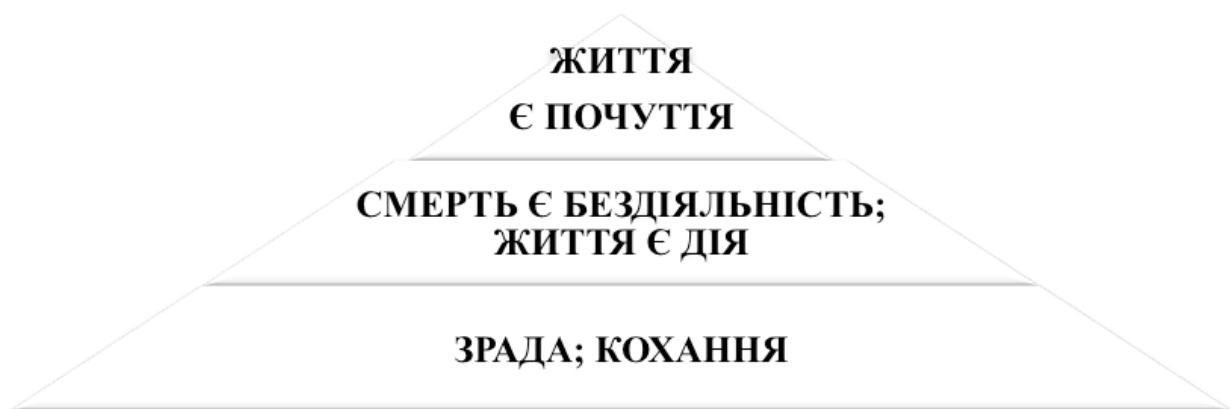 ЖИТТЯ
Є ПОЧУТТЯ
СМЕРТЬ Є БЕЗДІЯЛЬНІСТЬ;
ЖИТТЯ Є ДІЯ
ЗРАДА; КОХАННЯ